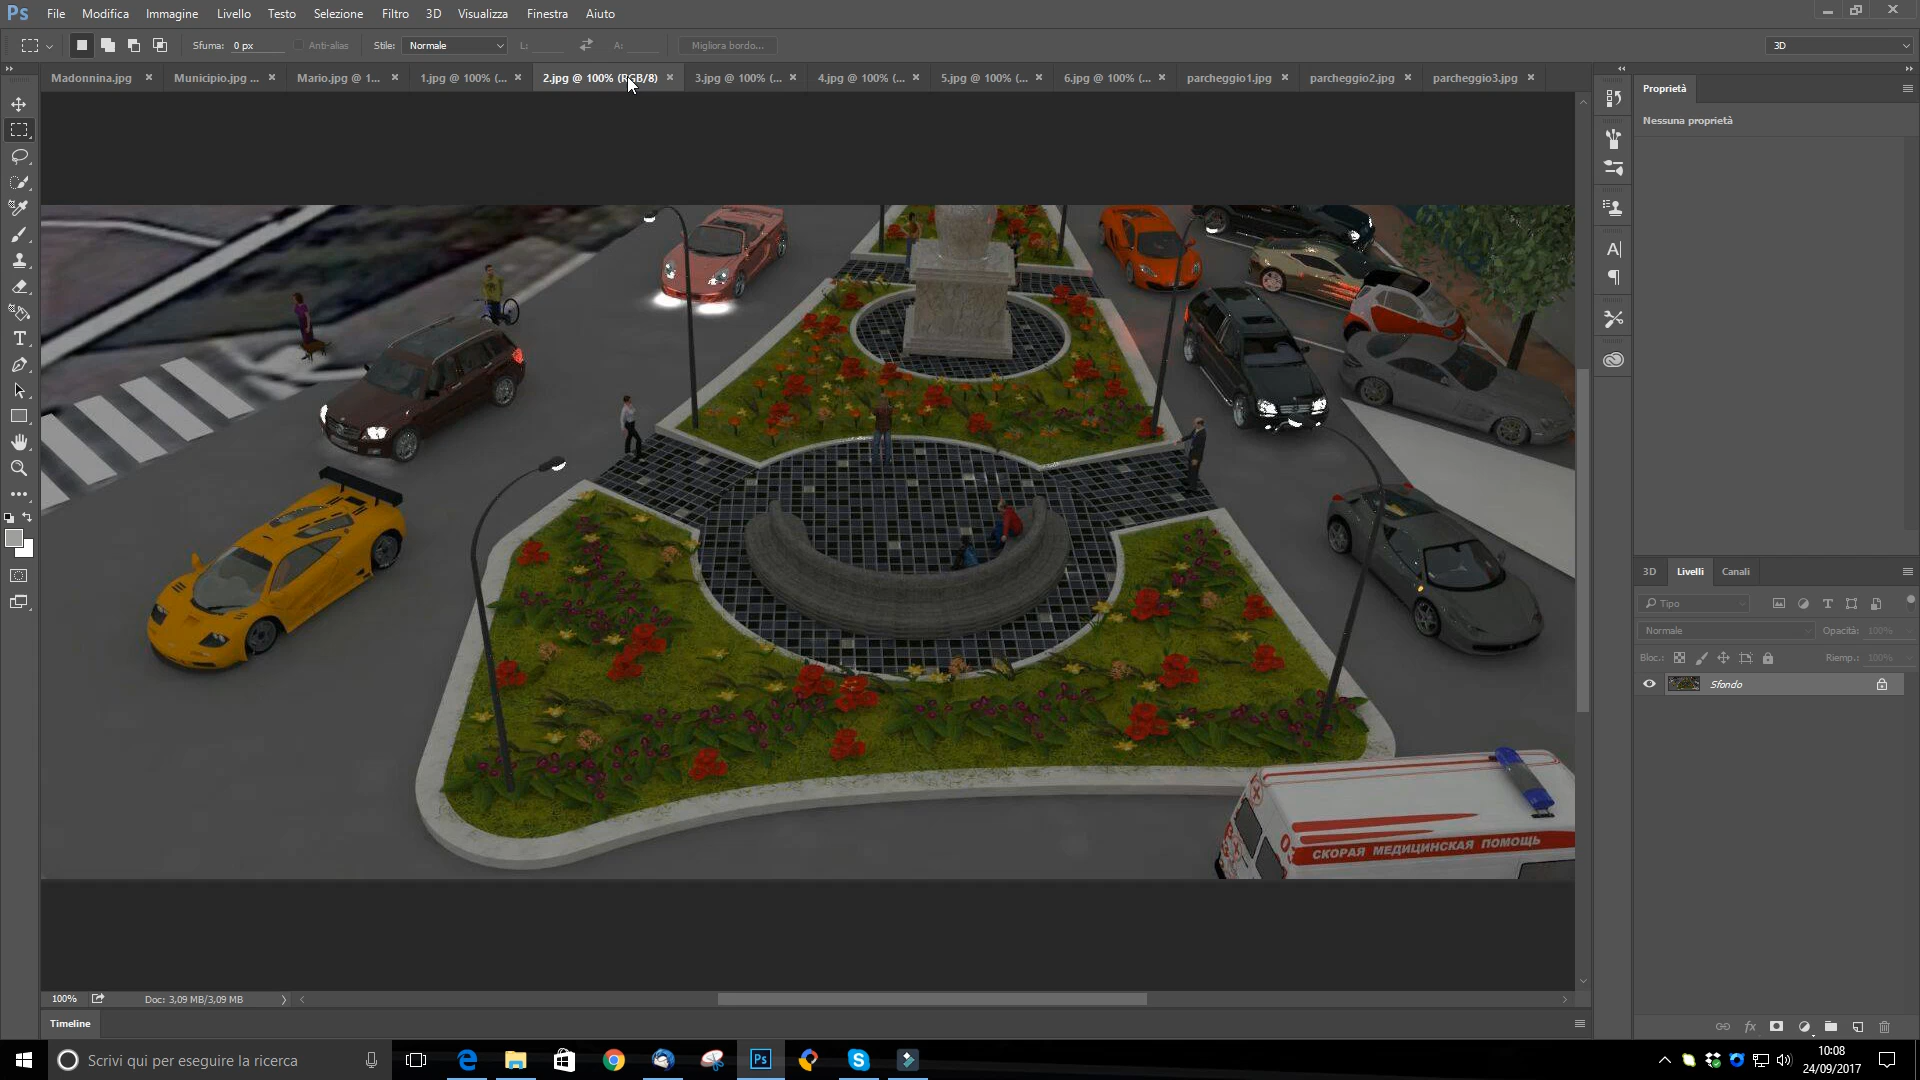 Ps File Modifica Immagine Livello Testo Selezione Filtro 3D Visualizza Finestra Aiuto
Sfuma: 0 px Anti-alias Stile: Normale L: A: Migliora bordo... 3D
Madonnina.jpg Municipio.jpg ... Mario.jpg @ 1... 1.jpg @ 100% (... 2.jpg @ 100% (RGB/8) 3.jpg @ 100% (... 4.jpg @ 100% (... 5.jpg @ 100% (... 6.jpg @ 100% (... parcheggio1.jpg parcheggio2.jpg parcheggio3.jpg
Proprietà
Nessuna proprietà
3D Livelli Canali
Tipo
Normale Opacità: 100%
Bloc.: Riemp.: 100%
Sfondo
СКОРАЯ МЕДИЦИНСКАЯ ПОМОЩЬ
100% Doc: 3,09 MB/3,09 MB
Timeline
Scrivi qui per eseguire la ricerca
Ps
10:08
24/09/2017